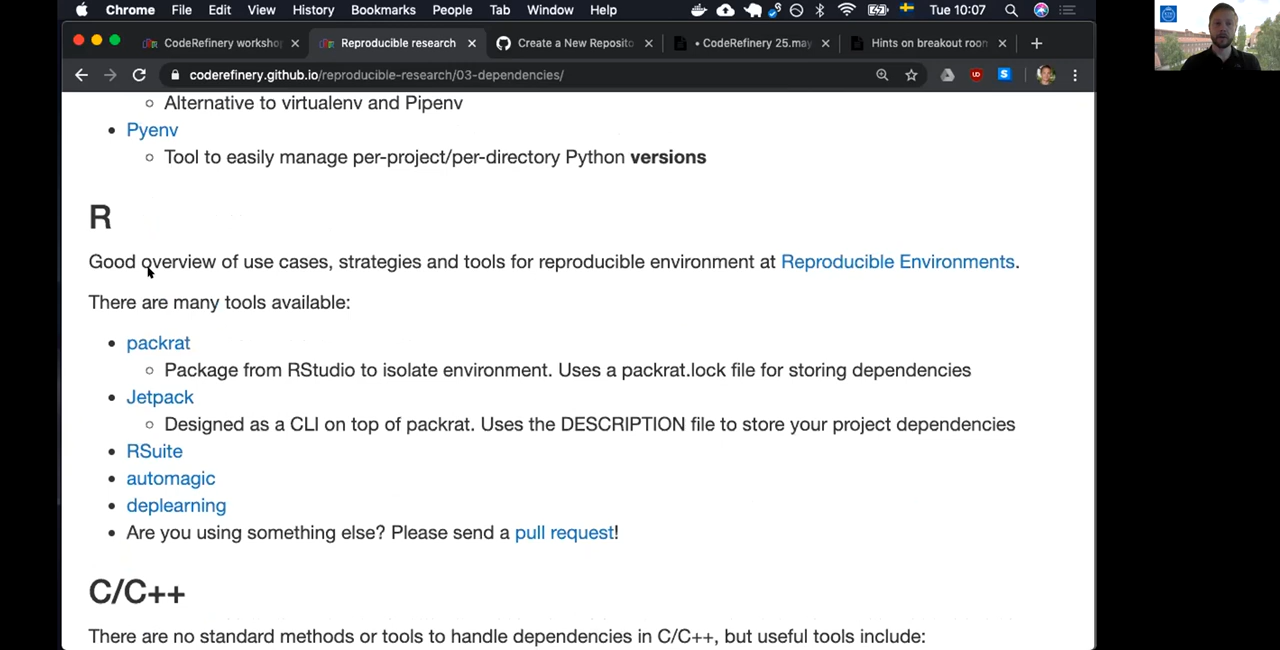 Chrome File Edit View History Bookmarks People Tab Window Help Tue 10:07
CodeRefinery worksho Reproducible research Create a New Reposito • CodeRefinery 25.may Hints on breakout roon
coderefinery.github.io/reproducible-research/03-dependencies/
Alternative to virtualenv and Pipenv
Pyenv
Tool to easily manage per-project/per-directory Python versions
R
Good overview of use cases, strategies and tools for reproducible environment at Reproducible Environments.
There are many tools available:
packrat
Package from RStudio to isolate environment. Uses a packrat.lock file for storing dependencies
Jetpack
Designed as a CLI on top of packrat. Uses the DESCRIPTION file to store your project dependencies
RSuite
automagic
deplearning
Are you using something else? Please send a pull request!
C/C++
There are no standard methods or tools to handle dependencies in C/C++, but useful tools include: